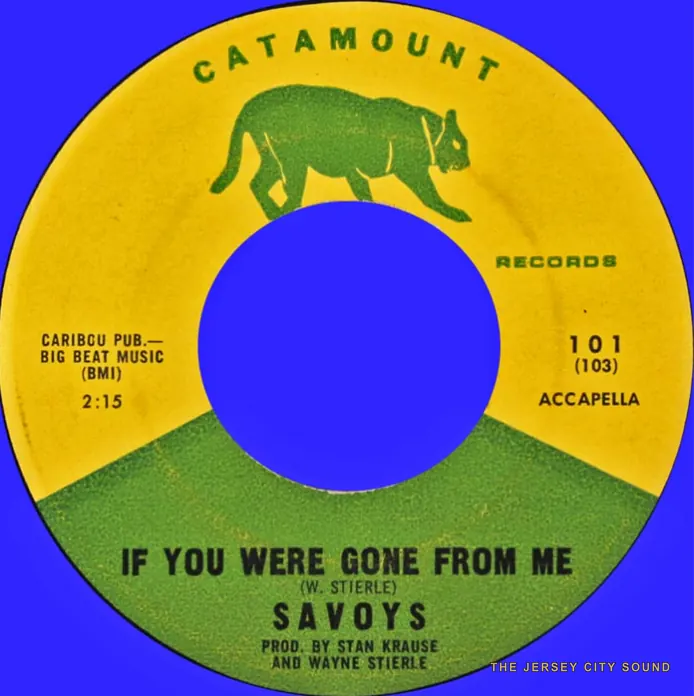 CATAMOUNT
RECORDS
CARIBOU PUB.—
BIG BEAT MUSIC
(BMI)
2:15
101
(103)
ACCAPELLA
IF YOU WERE GONE FROM ME
(W. STIERLE)
SAVOYS
PROD. BY STAN KRAUSE
AND WAYNE STIERLE
THE JERSEY CITY SOUND